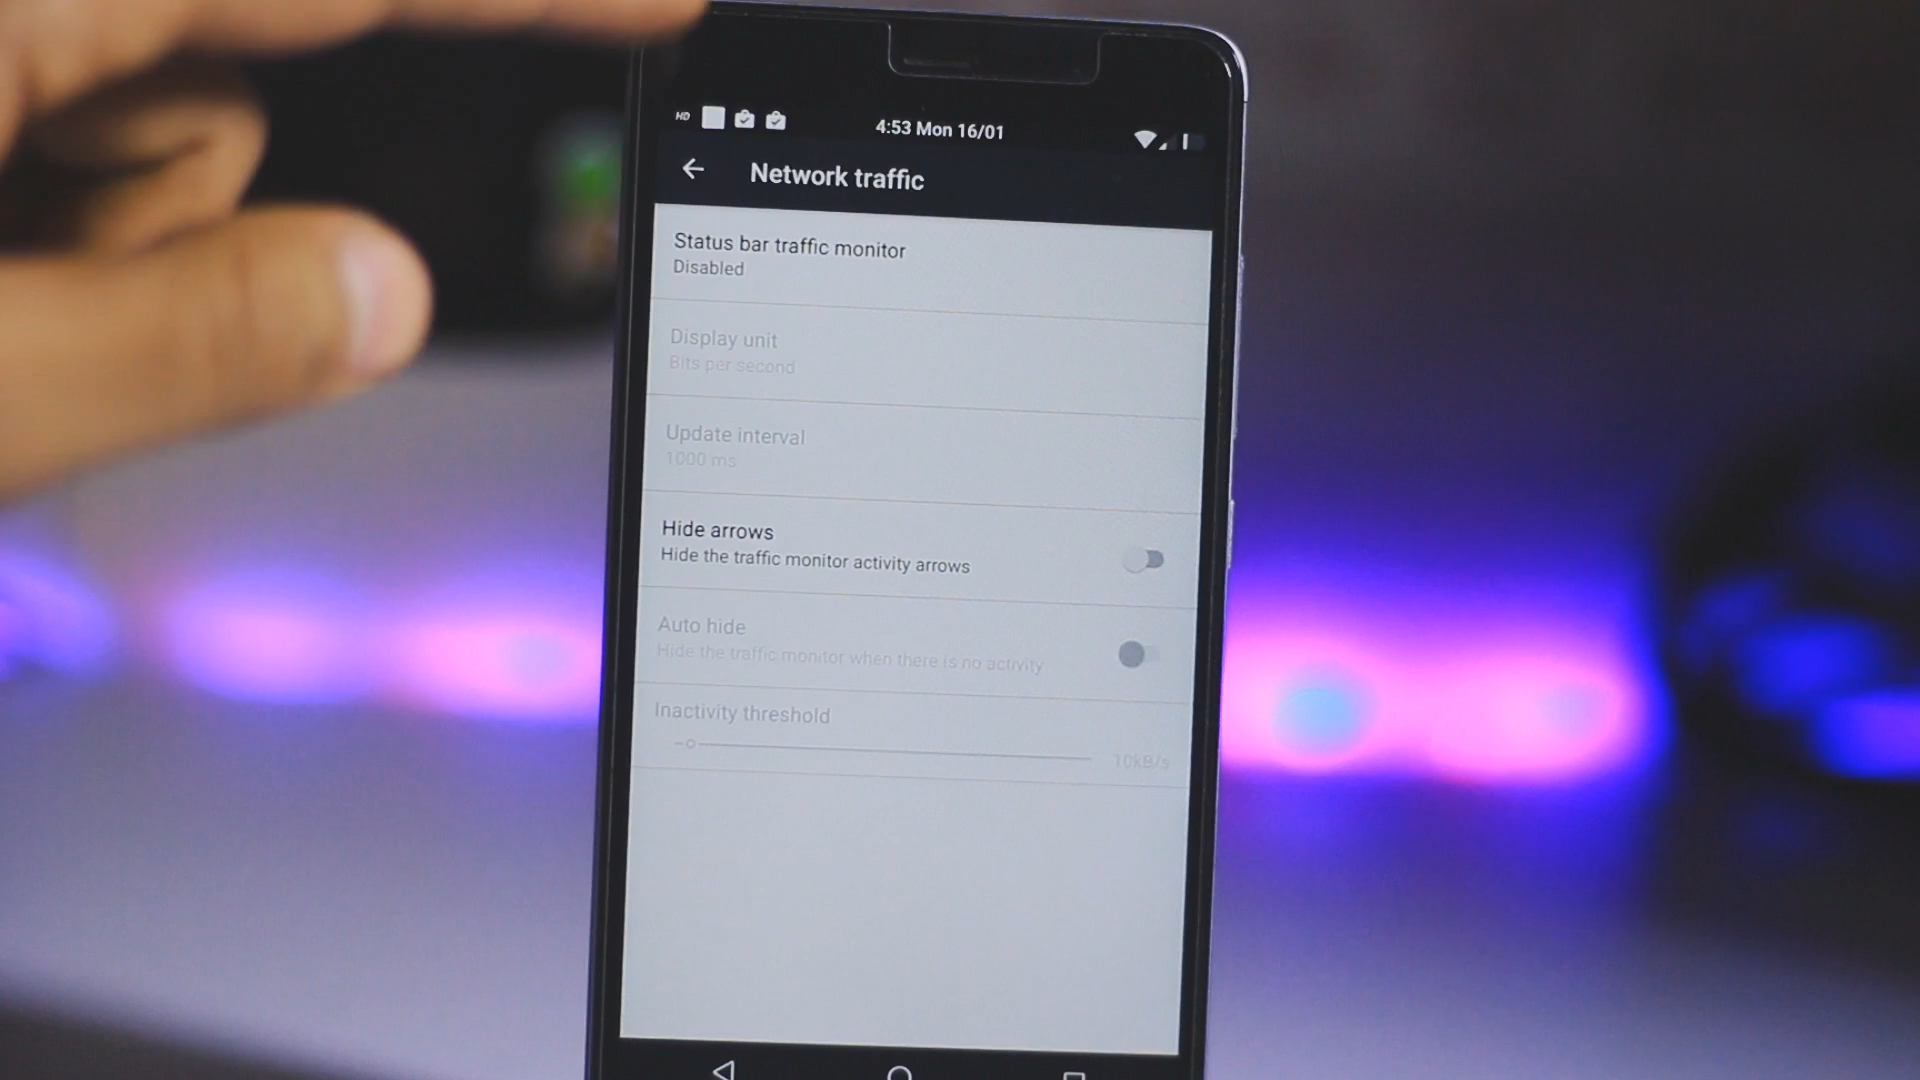 HD 4:53 Mon 16/01
Network traffic
Status bar traffic monitor
Disabled
Display unit
Bits per second
Update interval
1000 ms
Hide arrows
Hide the traffic monitor activity arrows
Auto hide
Hide the traffic monitor when there is no activity
Inactivity threshold
10kB/s